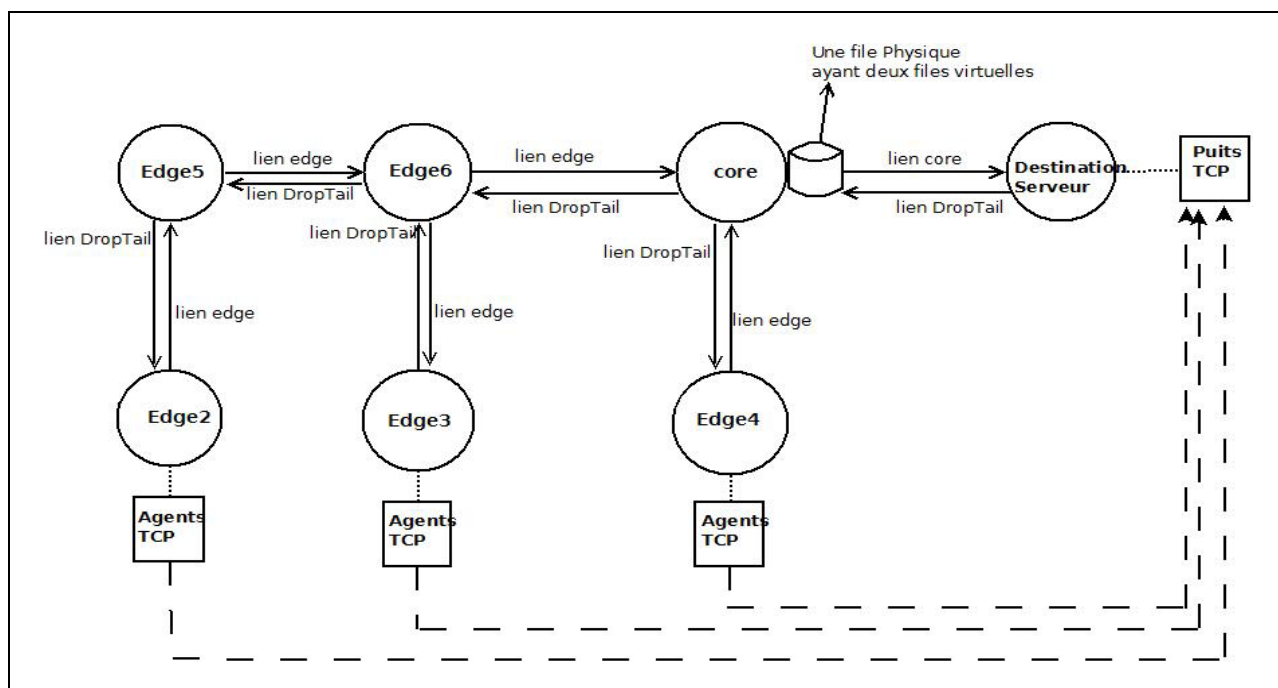 Une file Physique
ayant deux files virtuelles
Edge5
lien edge
lien DropTail
Edge6
lien edge
lien DropTail
core
lien core
lien DropTail
Destination
Serveur
Puits
TCP
lien DropTail
lien edge
lien DropTail
lien edge
lien DropTail
lien edge
Edge2
Edge3
Edge4
Agents
TCP
Agents
TCP
Agents
TCP